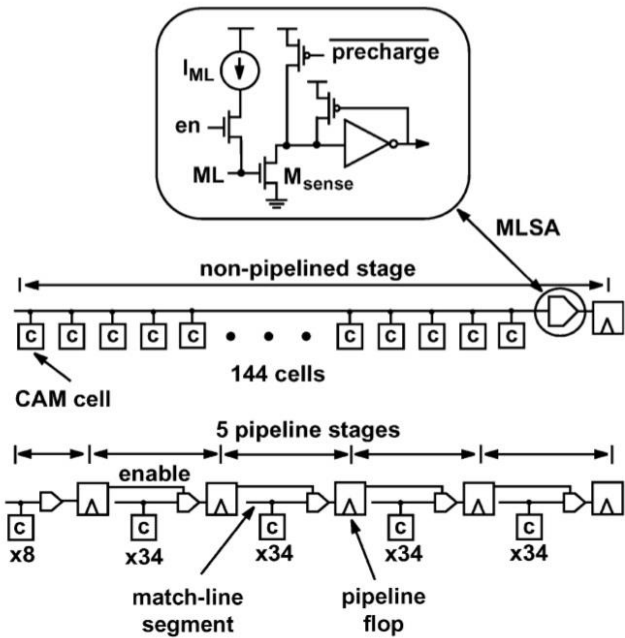 precharge
I_ML
en
ML
M_sense
MLSA
non-pipelined stage
C C C C C • • • C C C C C
144 cells
CAM cell
5 pipeline stages
enable
C C C C C
x8 x34 x34 x34 x34
match-line
segment
pipeline
flop